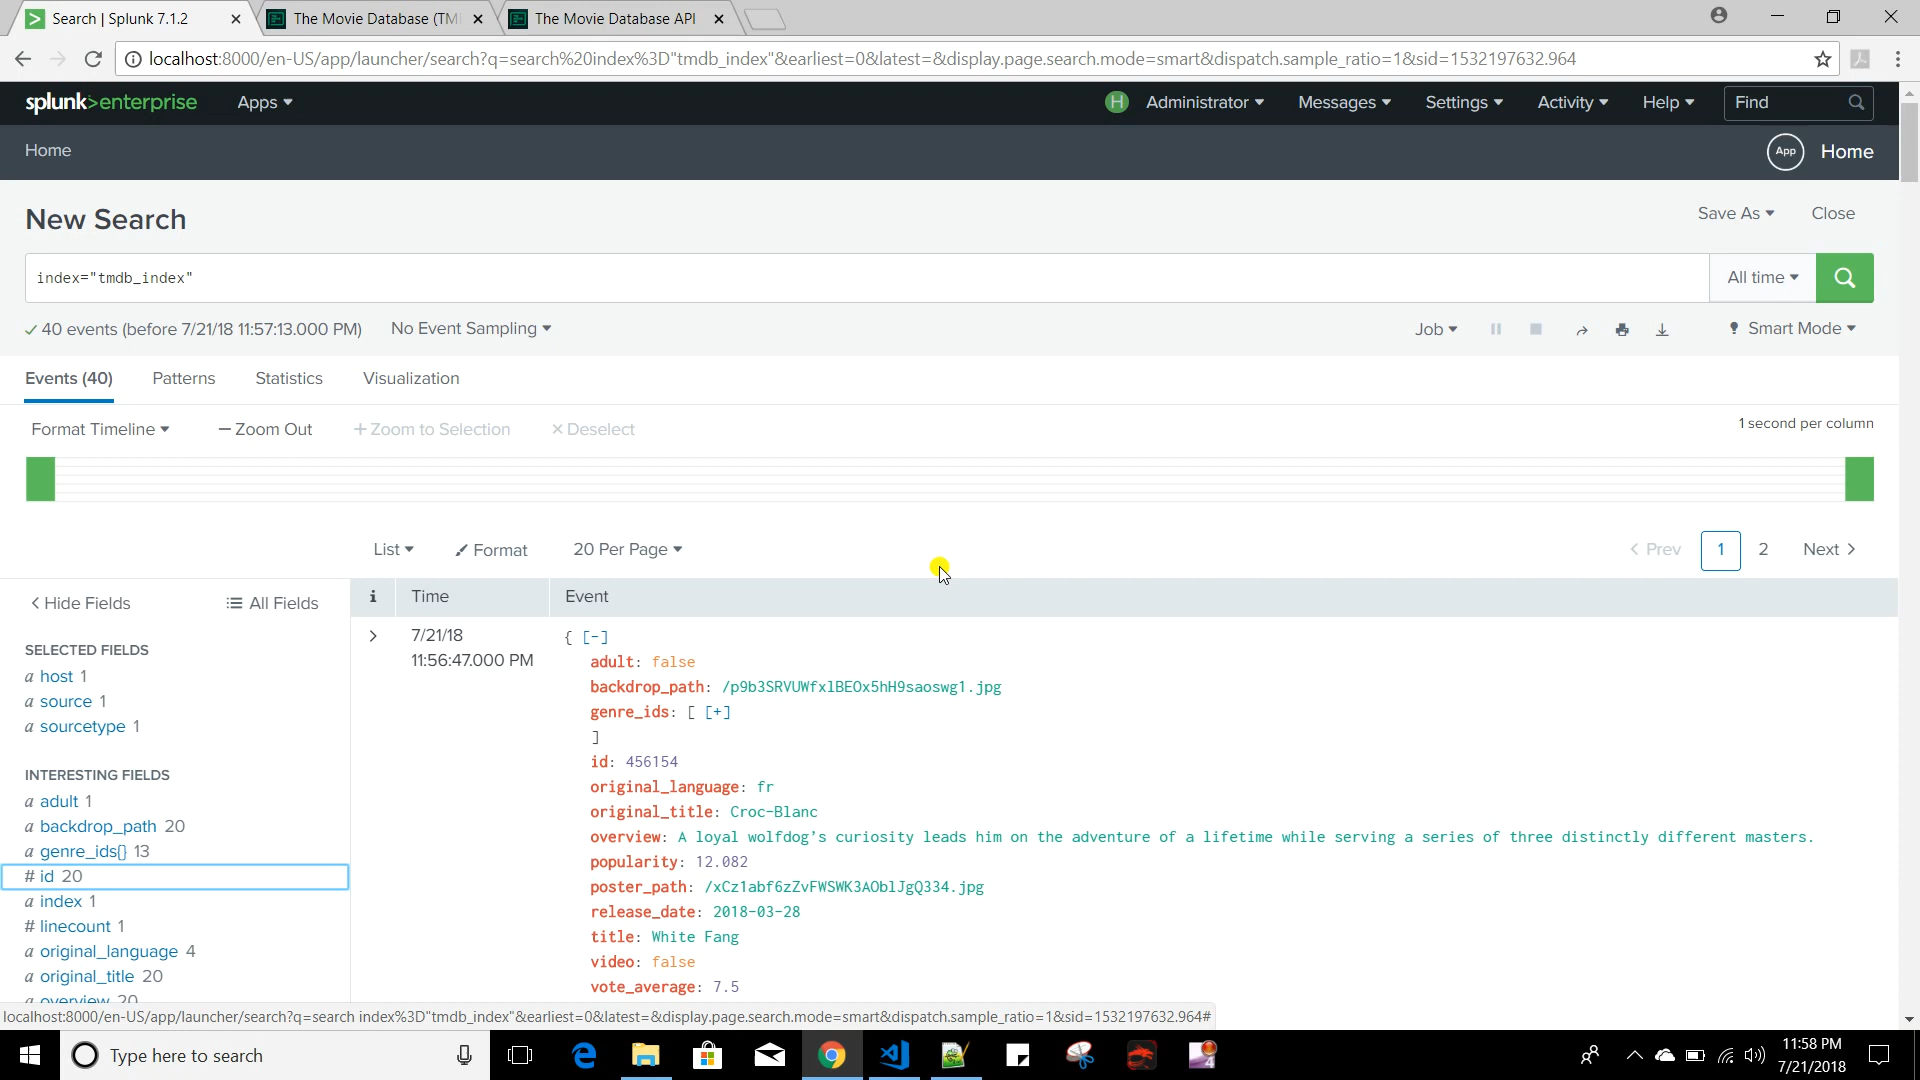 Search | Splunk 7.1.2
The Movie Database (TMI
The Movie Database API
localhost:8000/en-US/app/launcher/search?q=search%20index%3D"tmdb_index"&earliest=0&latest=&display.page.search.mode=smart&dispatch.sample_ratio=1&sid=1532197632.964
splunk>enterprise Apps H Administrator Messages Settings Activity Help Find
Home App Home
New Search Save As Close
index="tmdb_index" All time
40 events (before 7/21/18 11:57:13.000 PM) No Event Sampling Job Smart Mode
Events (40) Patterns Statistics Visualization
Format Timeline — Zoom Out + Zoom to Selection × Deselect 1 second per column
List Format 20 Per Page < Prev 1 2 Next >
< Hide Fields All Fields i Time Event
SELECTED FIELDS
a host 1
a source 1
a sourcetype 1
INTERESTING FIELDS
a adult 1
a backdrop_path 20
a genre_ids{} 13
# id 20
a index 1
# linecount 1
a original_language 4
a original_title 20
a overview 20
> 7/21/18
11:56:47.000 PM
{ [-]
adult: false
backdrop_path: /p9b3SRVUWfxlBEOx5hH9saoswg1.jpg
genre_ids: [ [+]
]
id: 456154
original_language: fr
original_title: Croc-Blanc
overview: A loyal wolfdog's curiosity leads him on the adventure of a lifetime while serving a series of three distinctly different masters.
popularity: 12.082
poster_path: /xCz1abf6zZvFWSWK3AOblJgQ334.jpg
release_date: 2018-03-28
title: White Fang
video: false
vote_average: 7.5
localhost:8000/en-US/app/launcher/search?q=search index%3D"tmdb_index"&earliest=0&latest=&display.page.search.mode=smart&dispatch.sample_ratio=1&sid=1532197632.964#
Type here to search
11:58 PM
7/21/2018